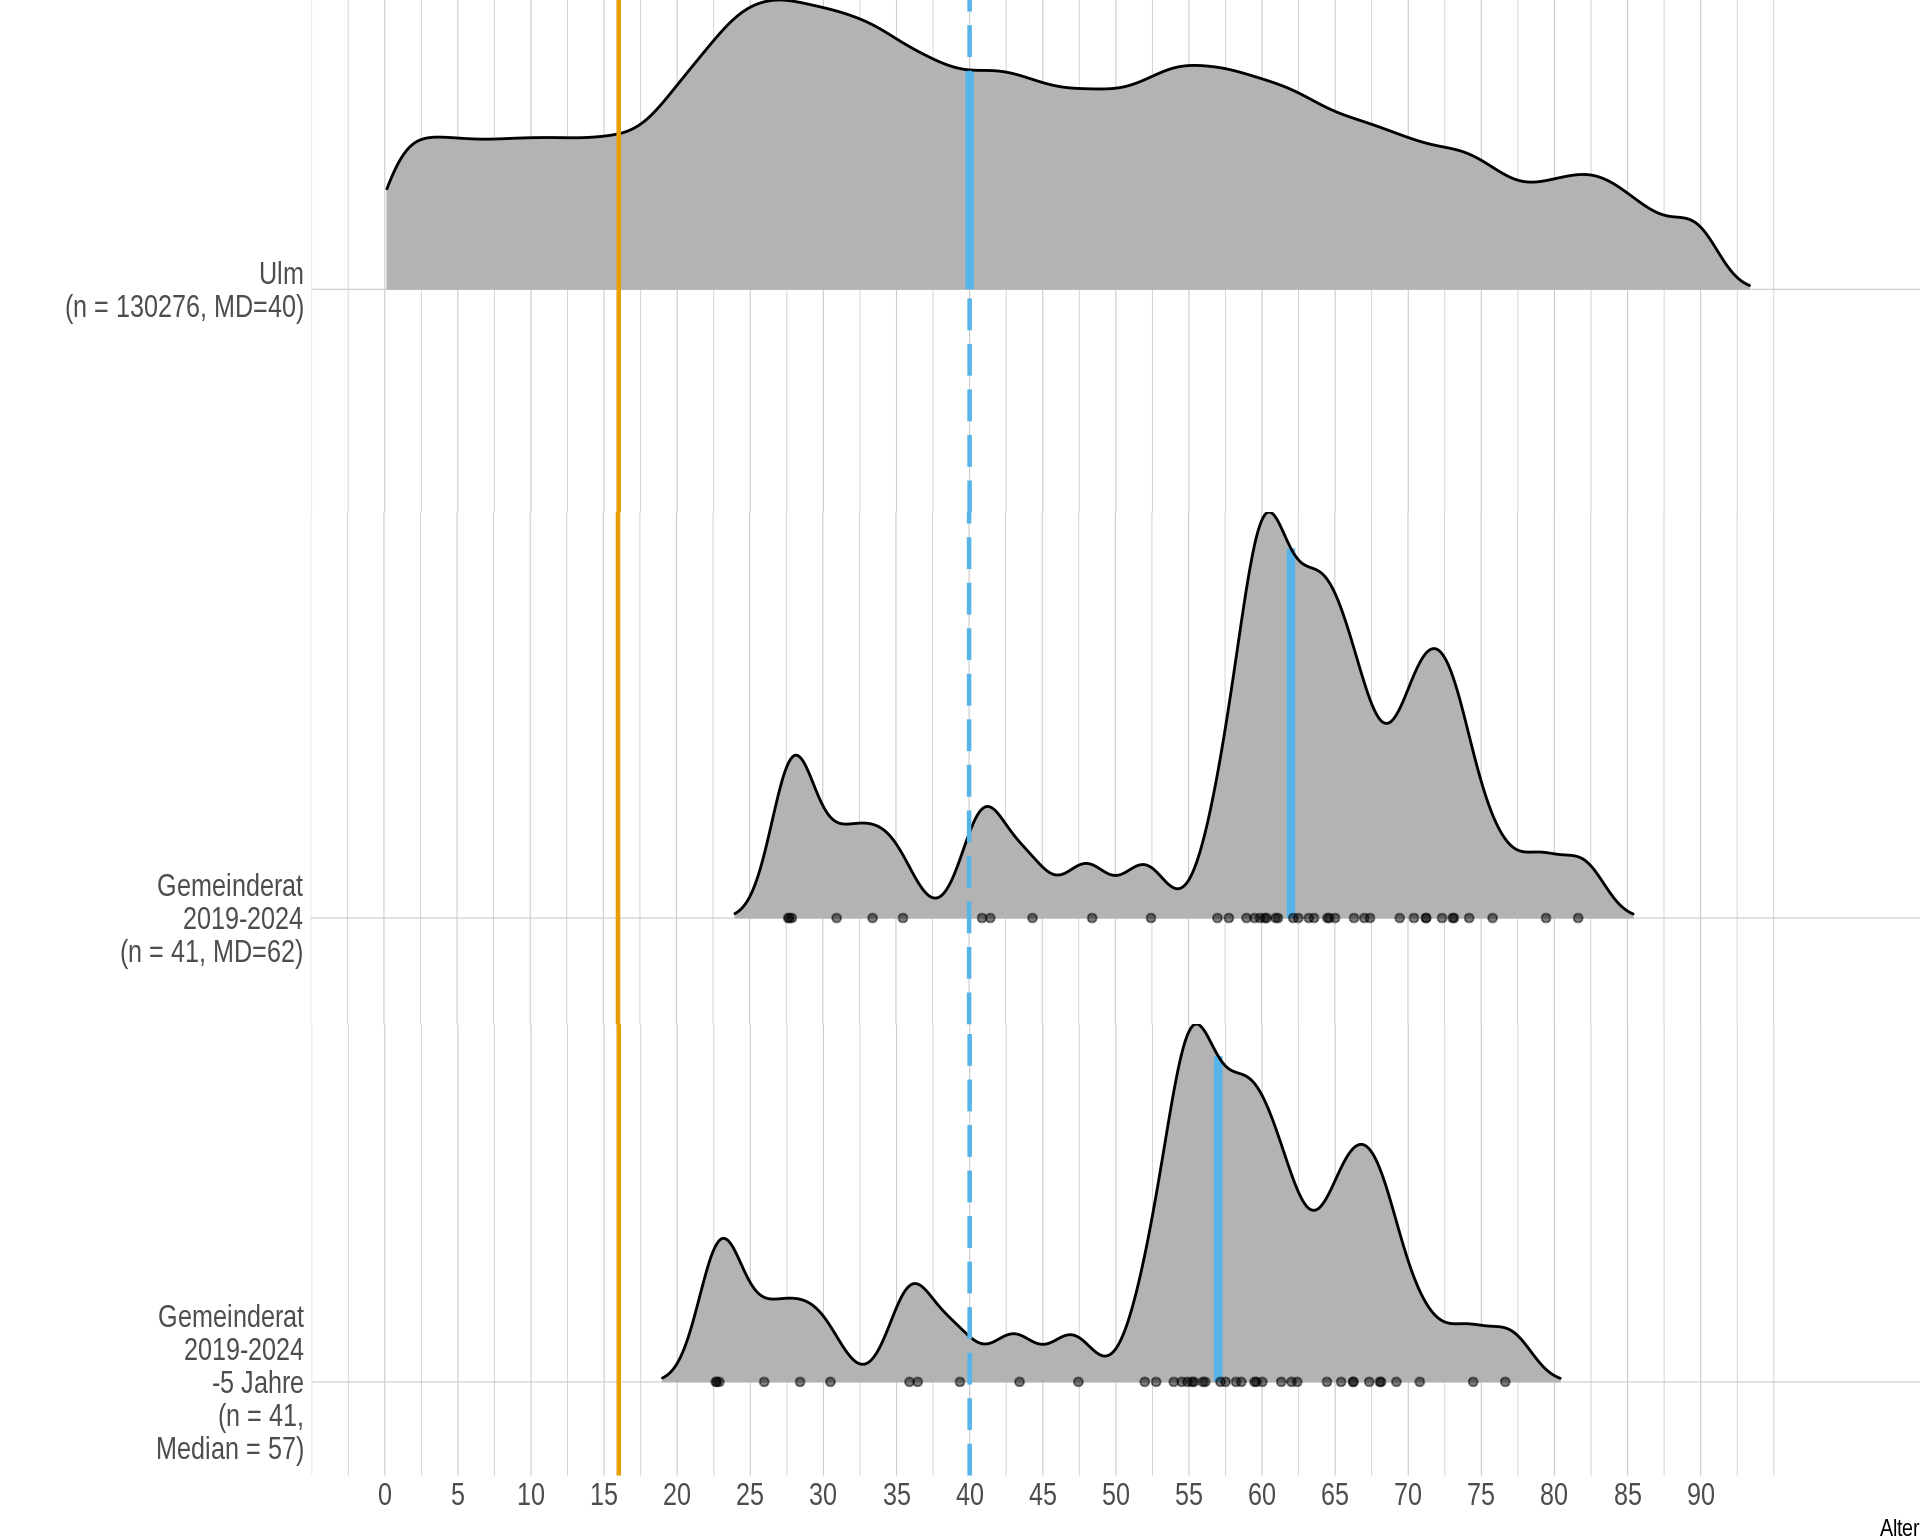 Ulm
(n = 130276, MD=40)
Gemeinderat
2019-2024
(n = 41, MD=62)
Gemeinderat
2019-2024
-5 Jahre
(n = 41,
Median = 57)
0 5 10 15 20 25 30 35 40 45 50 55 60 65 70 75 80 85 90
Alter